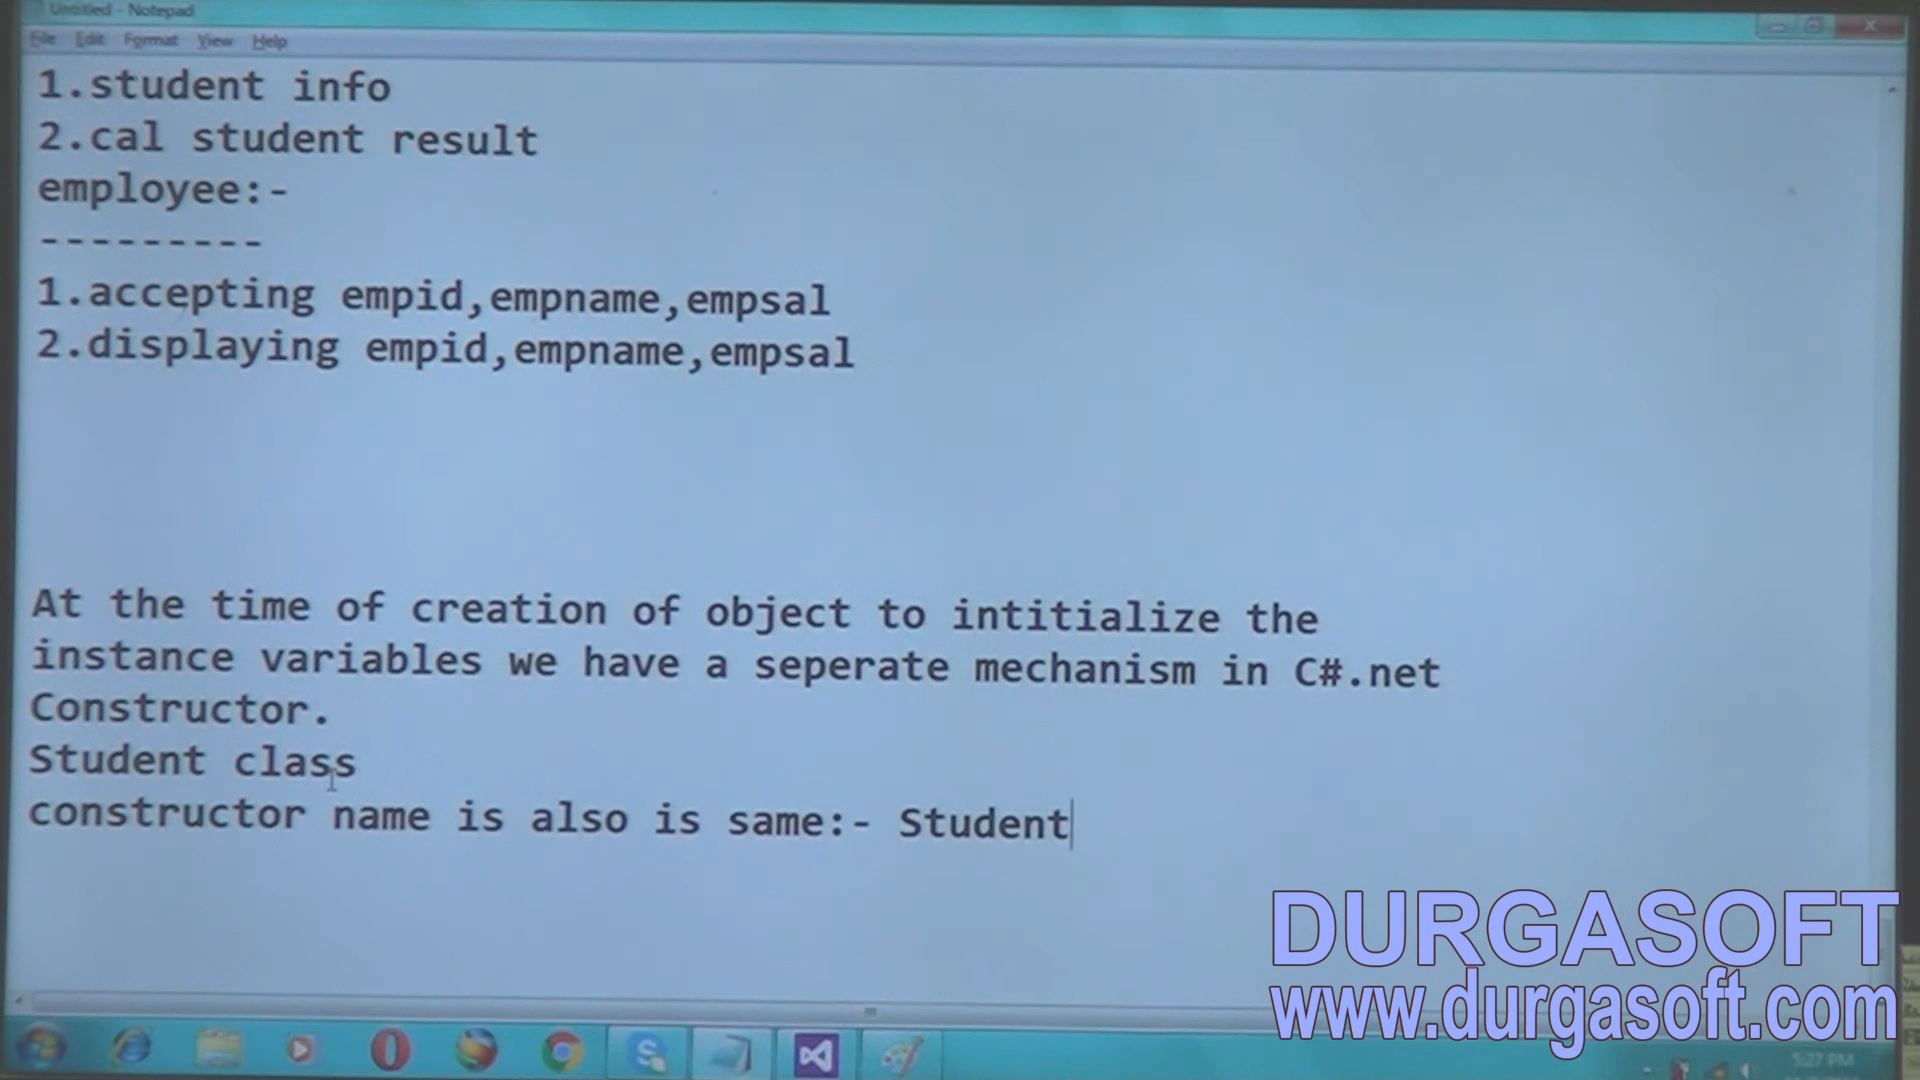 Untitled - Notepad
File Edit Format View Help
1.student info
2.cal student result
employee:-
---------
1.accepting empid,empname,empsal
2.displaying empid,empname,empsal
At the time of creation of object to intitialize the
instance variables we have a seperate mechanism in C#.net
Constructor.
Student class
constructor name is also is same:- Student
DURGASOFT
www.durgasoft.com
5:27 PM